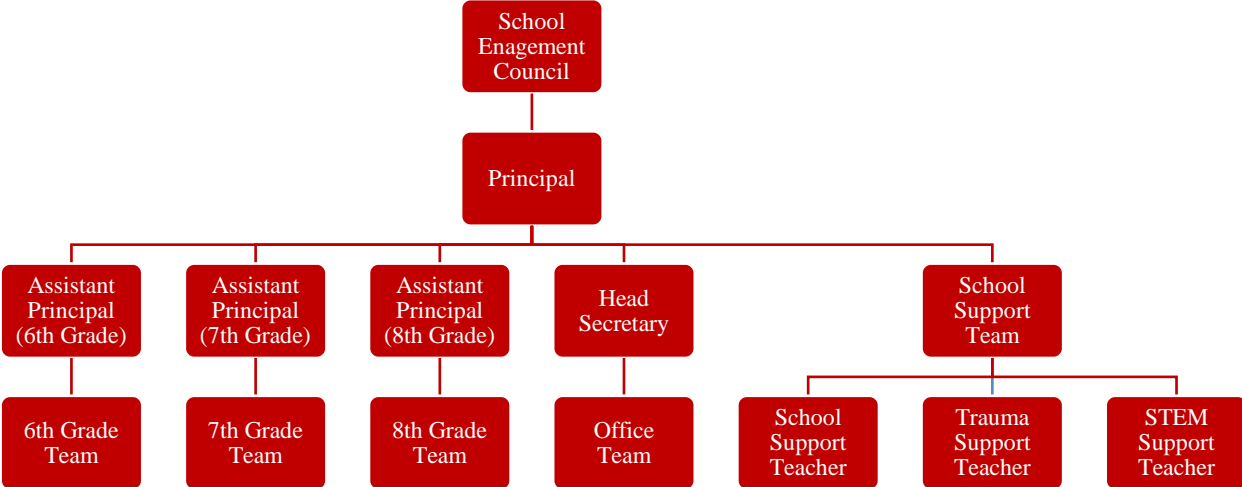 School
Enagement
Council
Principal
Assistant
Principal
(6th Grade)
Assistant
Principal
(7th Grade)
Assistant
Principal
(8th Grade)
Head
Secretary
School
Support
Team
6th Grade
Team
7th Grade
Team
8th Grade
Team
Office
Team
School
Support
Teacher
Trauma
Support
Teacher
STEM
Support
Teacher